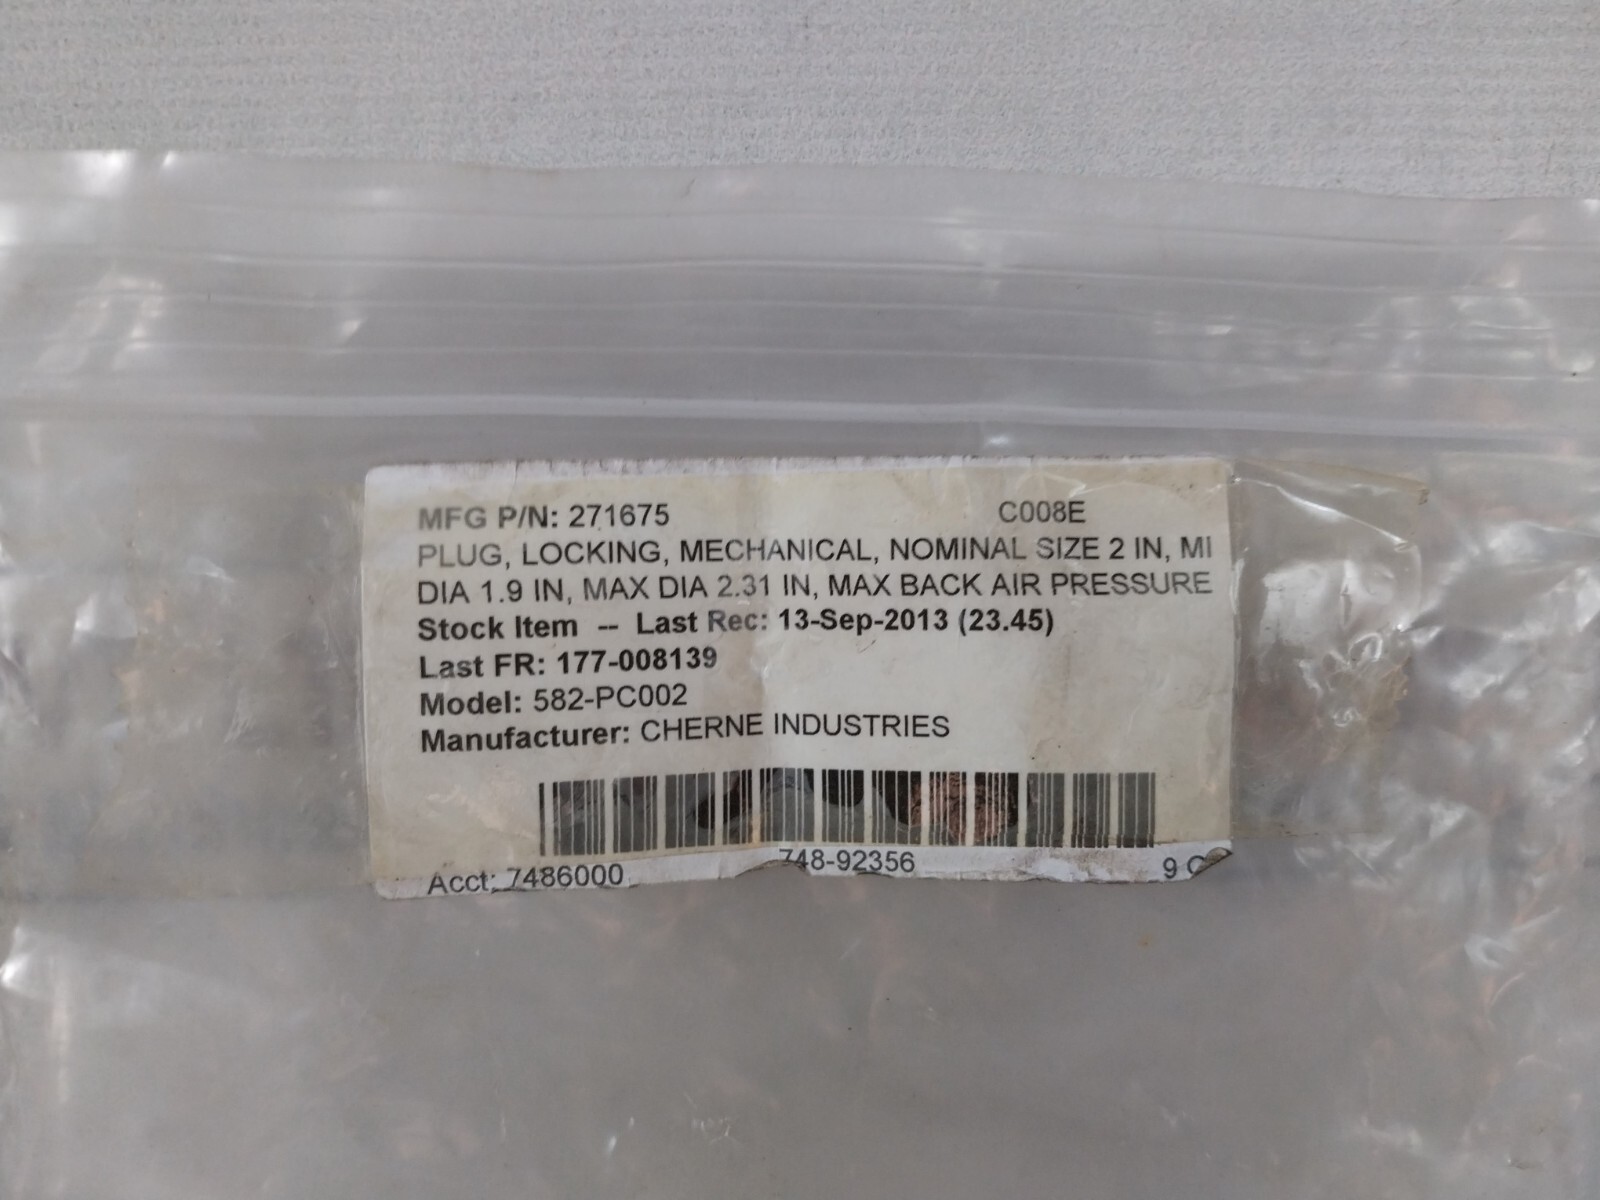 MFG P/N: 271675 C008E
PLUG, LOCKING, MECHANICAL, NOMINAL SIZE 2 IN, MI
DIA 1.9 IN, MAX DIA 2.31 IN, MAX BACK AIR PRESSURE
Stock Item -- Last Rec: 13-Sep-2013 (23.45)
Last FR: 177-008139
Model: 582-PC002
Manufacturer: CHERNE INDUSTRIES
Acct: 7486000 748-92356 9